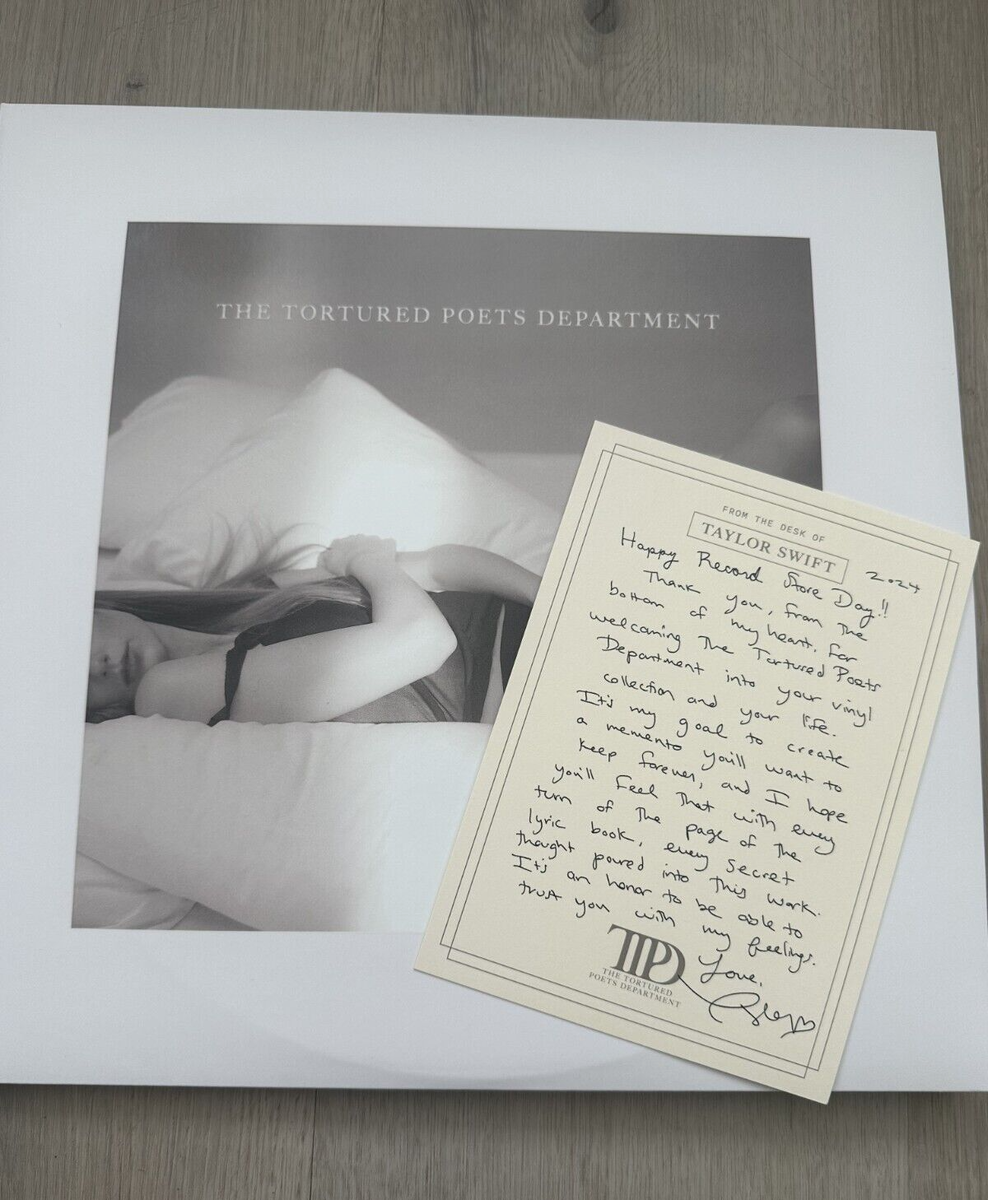 THE TORTURED POETS DEPARTMENT
FROM THE DESK OF
TAYLOR SWIFT
2024
Happy Record Store Day!!
Thank you, from the
bottom of my heart, for
welcoming The Tortured Poets
Department into your vinyl
collection and your life.
It's my goal to create
a memento you'll want to
keep forever, and I hope
you'll feel that with every
turn of the page of the
lyric book, every secret
thought poured into this work.
It's an honor to be able to
trust you with my feelings.
Love,
TTPD
THE TORTURED
POETS DEPARTMENT